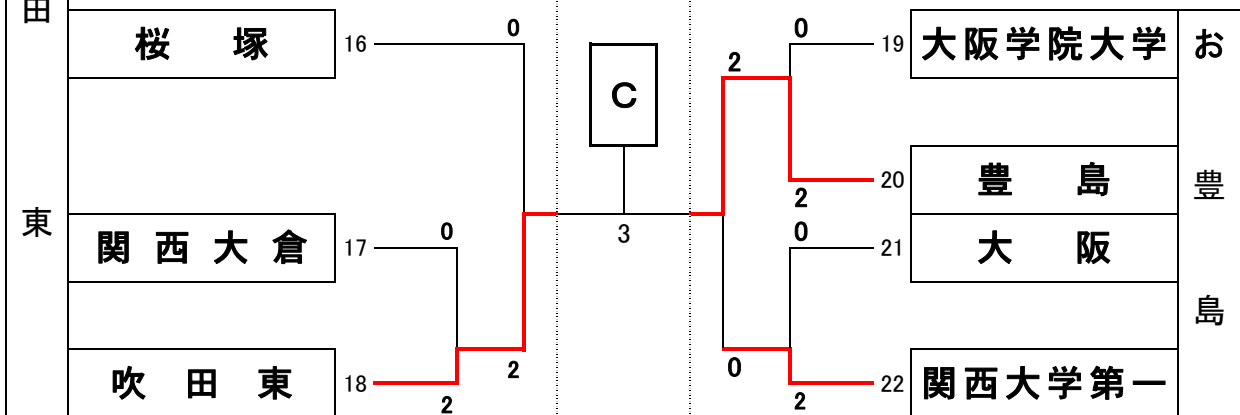 田
東
桜塚 16 0
関西大倉 17 0
吹田東 18 2
2
C
3
2
0 19 大阪学院大学
2 20 豊島
0 21 大阪
0
2 22 関西大学第一
お
豊
島